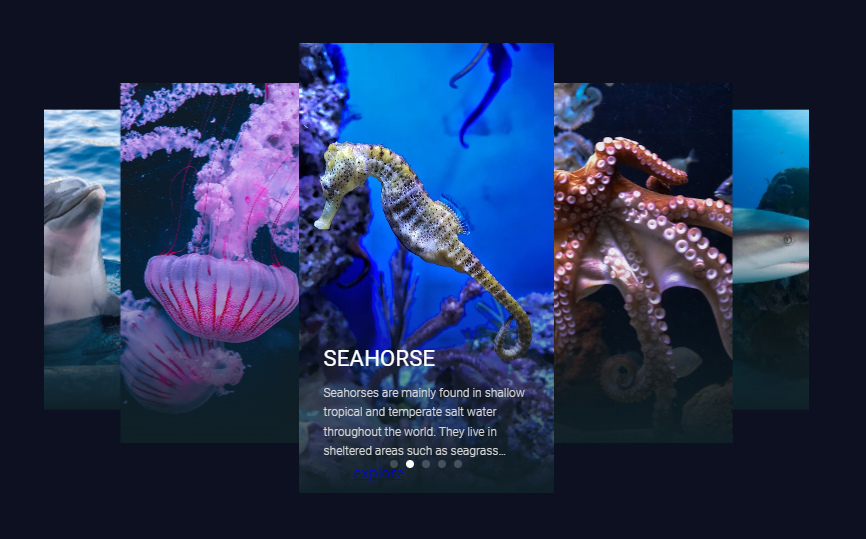 SEAHORSE
Seahorses are mainly found in shallow
tropical and temperate salt water
throughout the world. They live in
sheltered areas such as seagrass...
explore